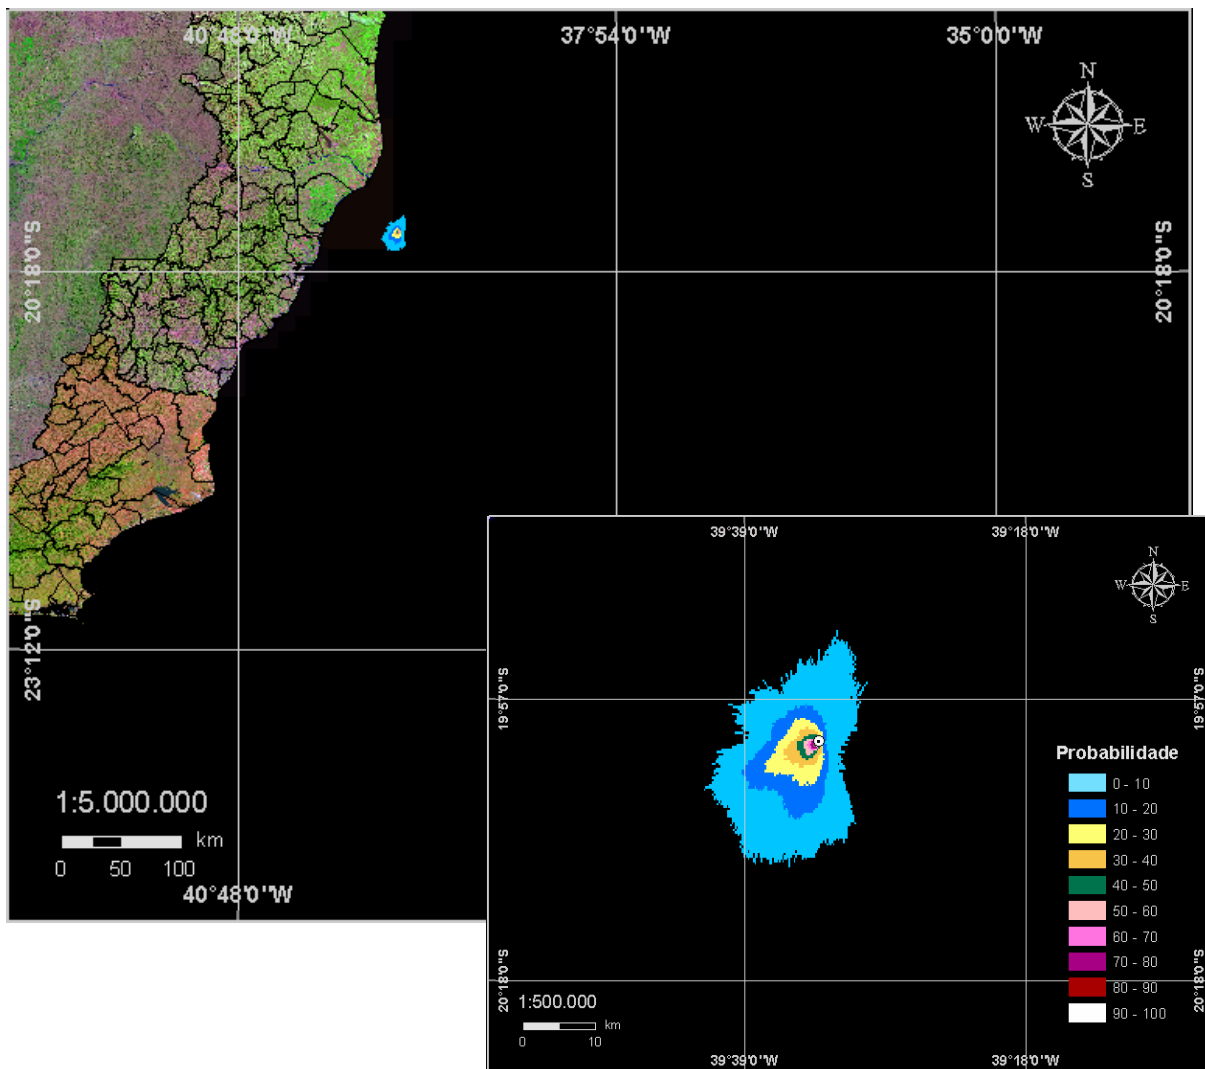 40°48'0"W
37°54'0"W
35°0'0"W
N
W
E
S
20°18'0"S
20°18'0"S
23°12'0"S
1:5.000.000
km
0 50 100
40°48'0"W
39°39'0"W
39°18'0"W
N
W
E
S
19°57'0"S
19°57'0"S
Probabilidade
0 - 10
10 - 20
20 - 30
30 - 40
40 - 50
50 - 60
60 - 70
70 - 80
80 - 90
90 - 100
20°18'0"S
20°18'0"S
1:500.000
km
0 10
39°39'0"W
39°18'0"W